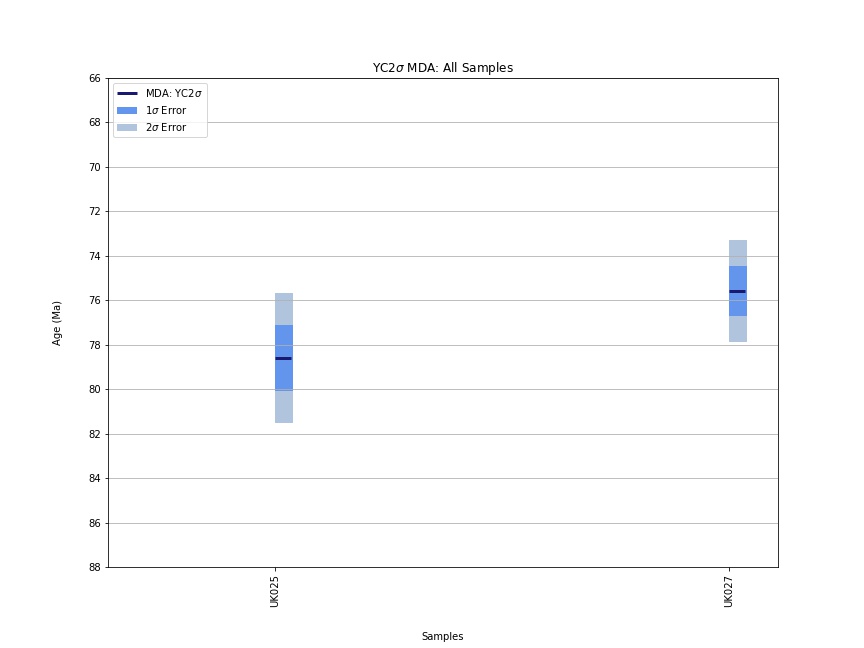 YC2σ MDA: All Samples
66
MDA: YC2σ
1σ Error
2σ Error
68
70
72
74
76
78
80
82
84
86
88
Age (Ma)
UK025
UK027
Samples